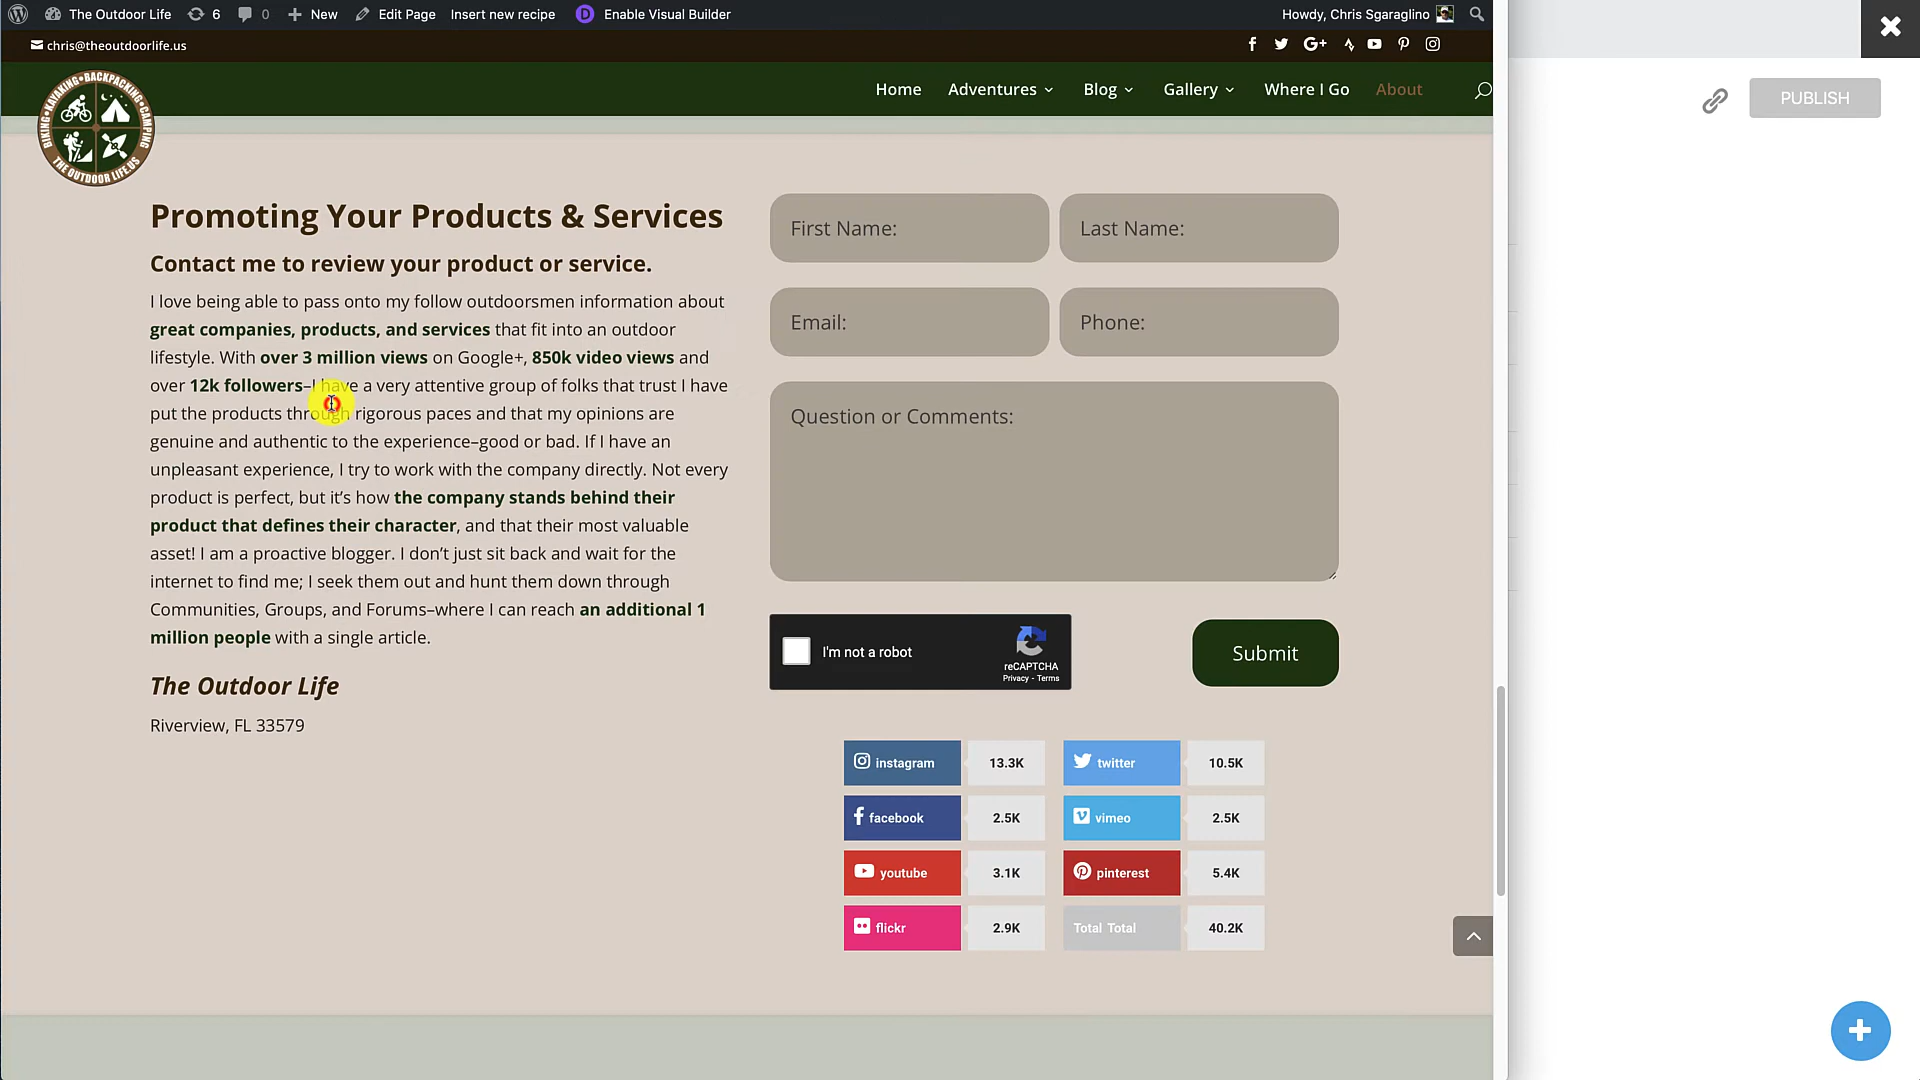 The Outdoor Life 6 0 New Edit Page Insert new recipe Enable Visual Builder Howdy, Chris Sgaraglino
chris@theoutdoorlife.us
BIKING•KAYAKING•BACKPACKING•CAMPING
THE OUTDOOR LIFE.US
Home Adventures Blog Gallery Where I Go About
PUBLISH
Promoting Your Products & Services
Contact me to review your product or service.
I love being able to pass onto my follow outdoorsmen information about
great companies, products, and services that fit into an outdoor
lifestyle. With over 3 million views on Google+, 850k video views and
over 12k followers–I have a very attentive group of folks that trust I have
put the products through rigorous paces and that my opinions are
genuine and authentic to the experience–good or bad. If I have an
unpleasant experience, I try to work with the company directly. Not every
product is perfect, but it’s how the company stands behind their
product that defines their character, and that their most valuable
asset! I am a proactive blogger. I don’t just sit back and wait for the
internet to find me; I seek them out and hunt them down through
Communities, Groups, and Forums–where I can reach an additional 1
million people with a single article.
The Outdoor Life
Riverview, FL 33579
First Name: Last Name:
Email: Phone:
Question or Comments:
I'm not a robot
reCAPTCHA
Privacy - Terms
Submit
instagram 13.3K twitter 10.5K
facebook 2.5K vimeo 2.5K
youtube 3.1K pinterest 5.4K
flickr 2.9K Total Total 40.2K